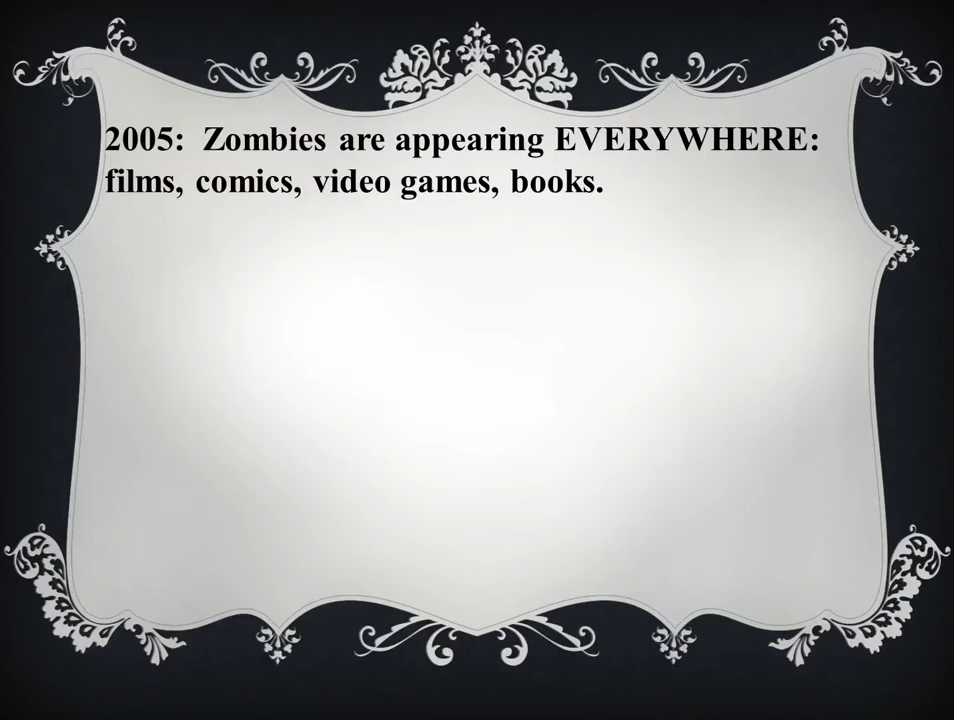 2005:  Zombies are appearing EVERYWHERE:
films, comics, video games, books.